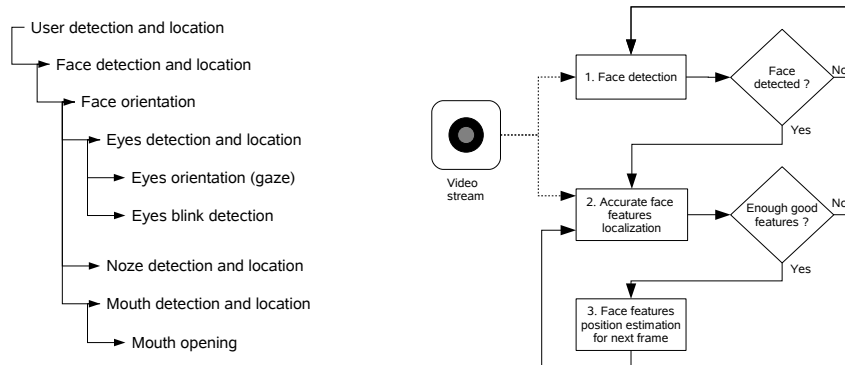 User detection and location
Face detection and location
Face orientation
Eyes detection and location
Eyes orientation (gaze)
Eyes blink detection
Noze detection and location
Mouth detection and location
Mouth opening
Video
stream
1. Face detection
Face
detected ?
No
Yes
2. Accurate face
features
localization
Enough good
features ?
No
Yes
3. Face features
position estimation
for next frame